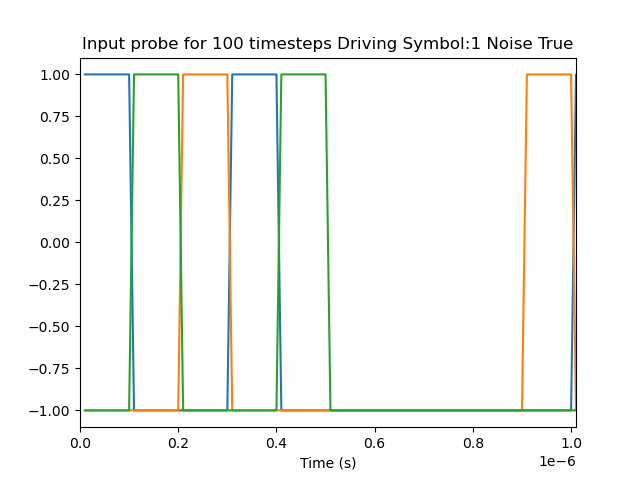 Input probe for 100 timesteps Driving Symbol:1 Noise True
1.00
0.75
0.50
0.25
0.00
−0.25
−0.50
−0.75
−1.00
0.0 0.2 0.4 0.6 0.8 1.0
1e−6
Time (s)